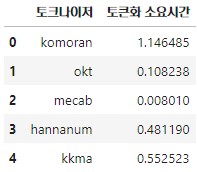 토크나이저 토큰화 소요시간
0 komoran 1.146485
1 okt 0.108238
2 mecab 0.008010
3 hannanum 0.481190
4 kkma 0.552523